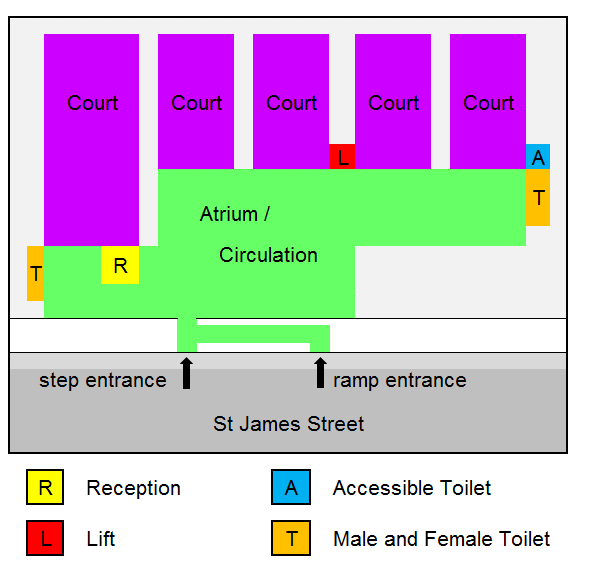 Court Court Court Court Court
L A
T
Atrium /
Circulation
T R
step entrance ramp entrance
St James Street
R Reception A Accessible Toilet
L Lift T Male and Female Toilet